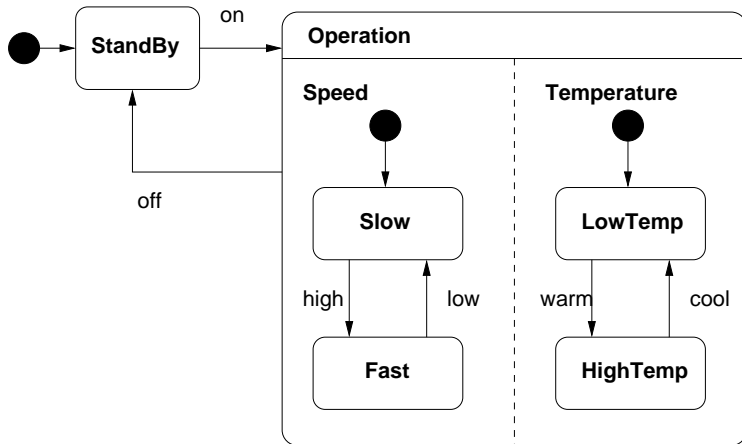 on
StandBy
Operation
Speed
Temperature
off
Slow
LowTemp
high
low
warm
cool
Fast
HighTemp